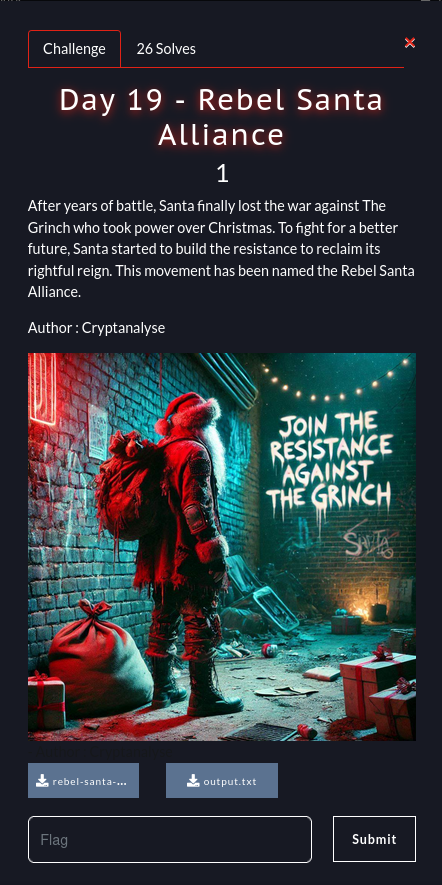 Challenge
26 Solves
×
Day 19 - Rebel Santa
Alliance
1
After years of battle, Santa finally lost the war against The
Grinch who took power over Christmas. To fight for a better
future, Santa started to build the resistance to reclaim its
rightful reign. This movement has been named the Rebel Santa
Alliance.
Author : Cryptanalyse
JOIN THE
RESISTANCE
AGAINST
THE GRINCH
SANTA
rebel-santa-...
output.txt
Flag
Submit